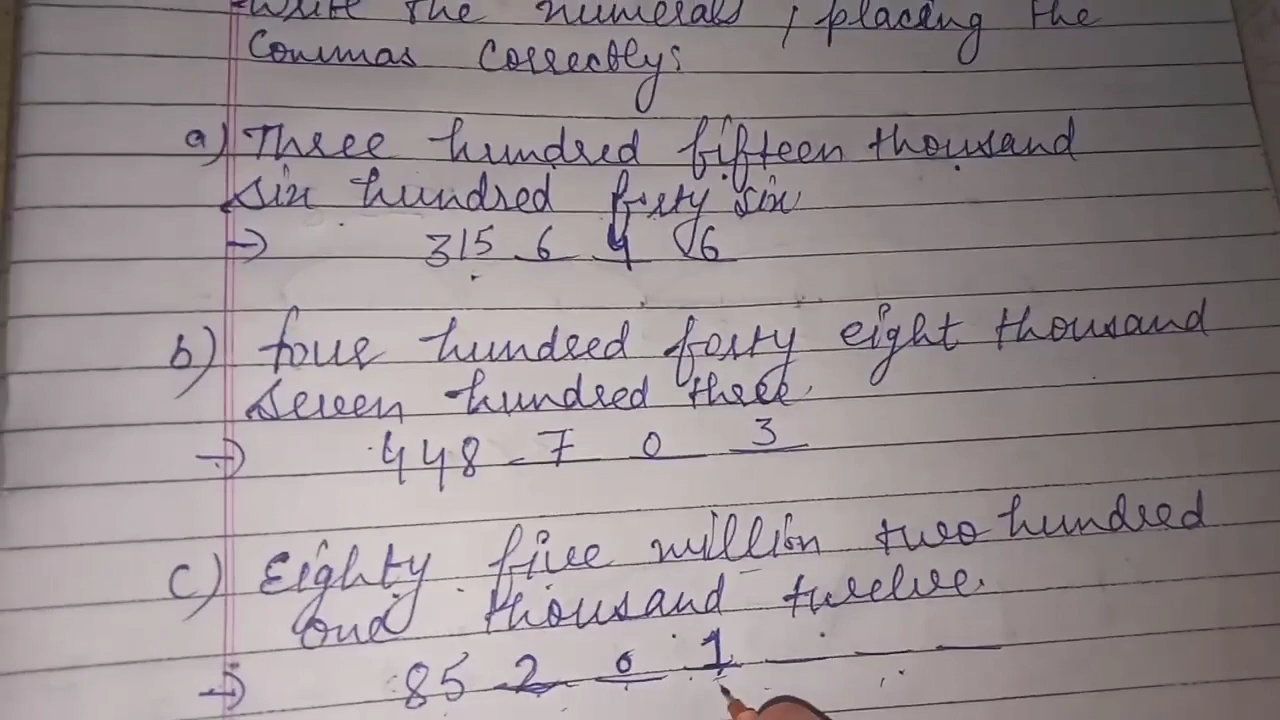 Write the numerals, placing the
Commas Correctly:
a) Three hundred fifteen thousand
six hundred forty six
→ 315 6 4 6
b) four hundred forty eight thousand
seven hundred three.
→ 448 7 0 3
c) Eighty five million two hundred
one thousand twelve.
→ 85 2 0 1